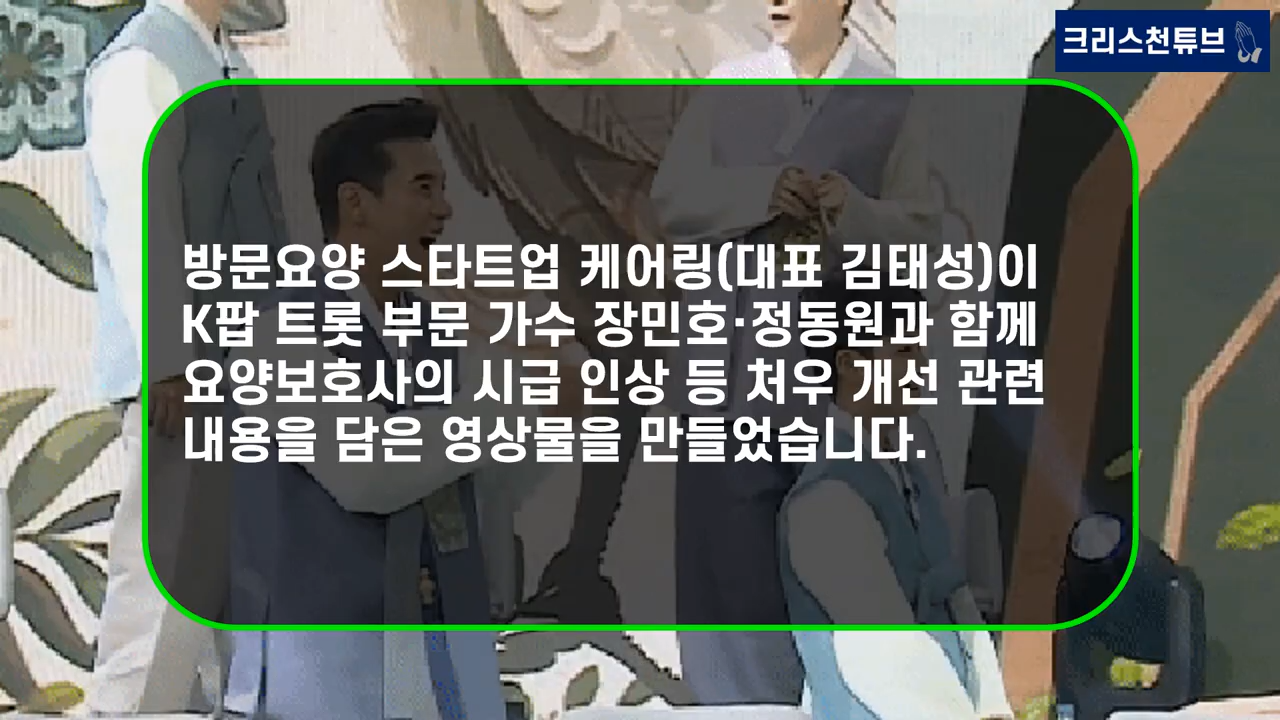 크리스천튜브
방문요양 스타트업 케어링(대표 김태성)이
K팝 트롯 부문 가수 장민호·정동원과 함께
요양보호사의 시급 인상 등 처우 개선 관련
내용을 담은 영상물을 만들었습니다.